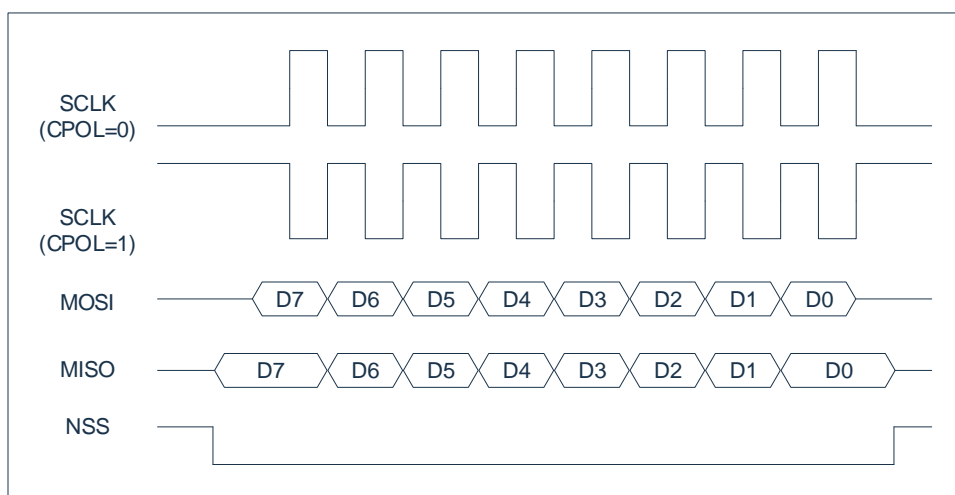 SCLK
(CPOL=0)
SCLK
(CPOL=1)
MOSI D7 D6 D5 D4 D3 D2 D1 D0
MISO D7 D6 D5 D4 D3 D2 D1 D0
NSS